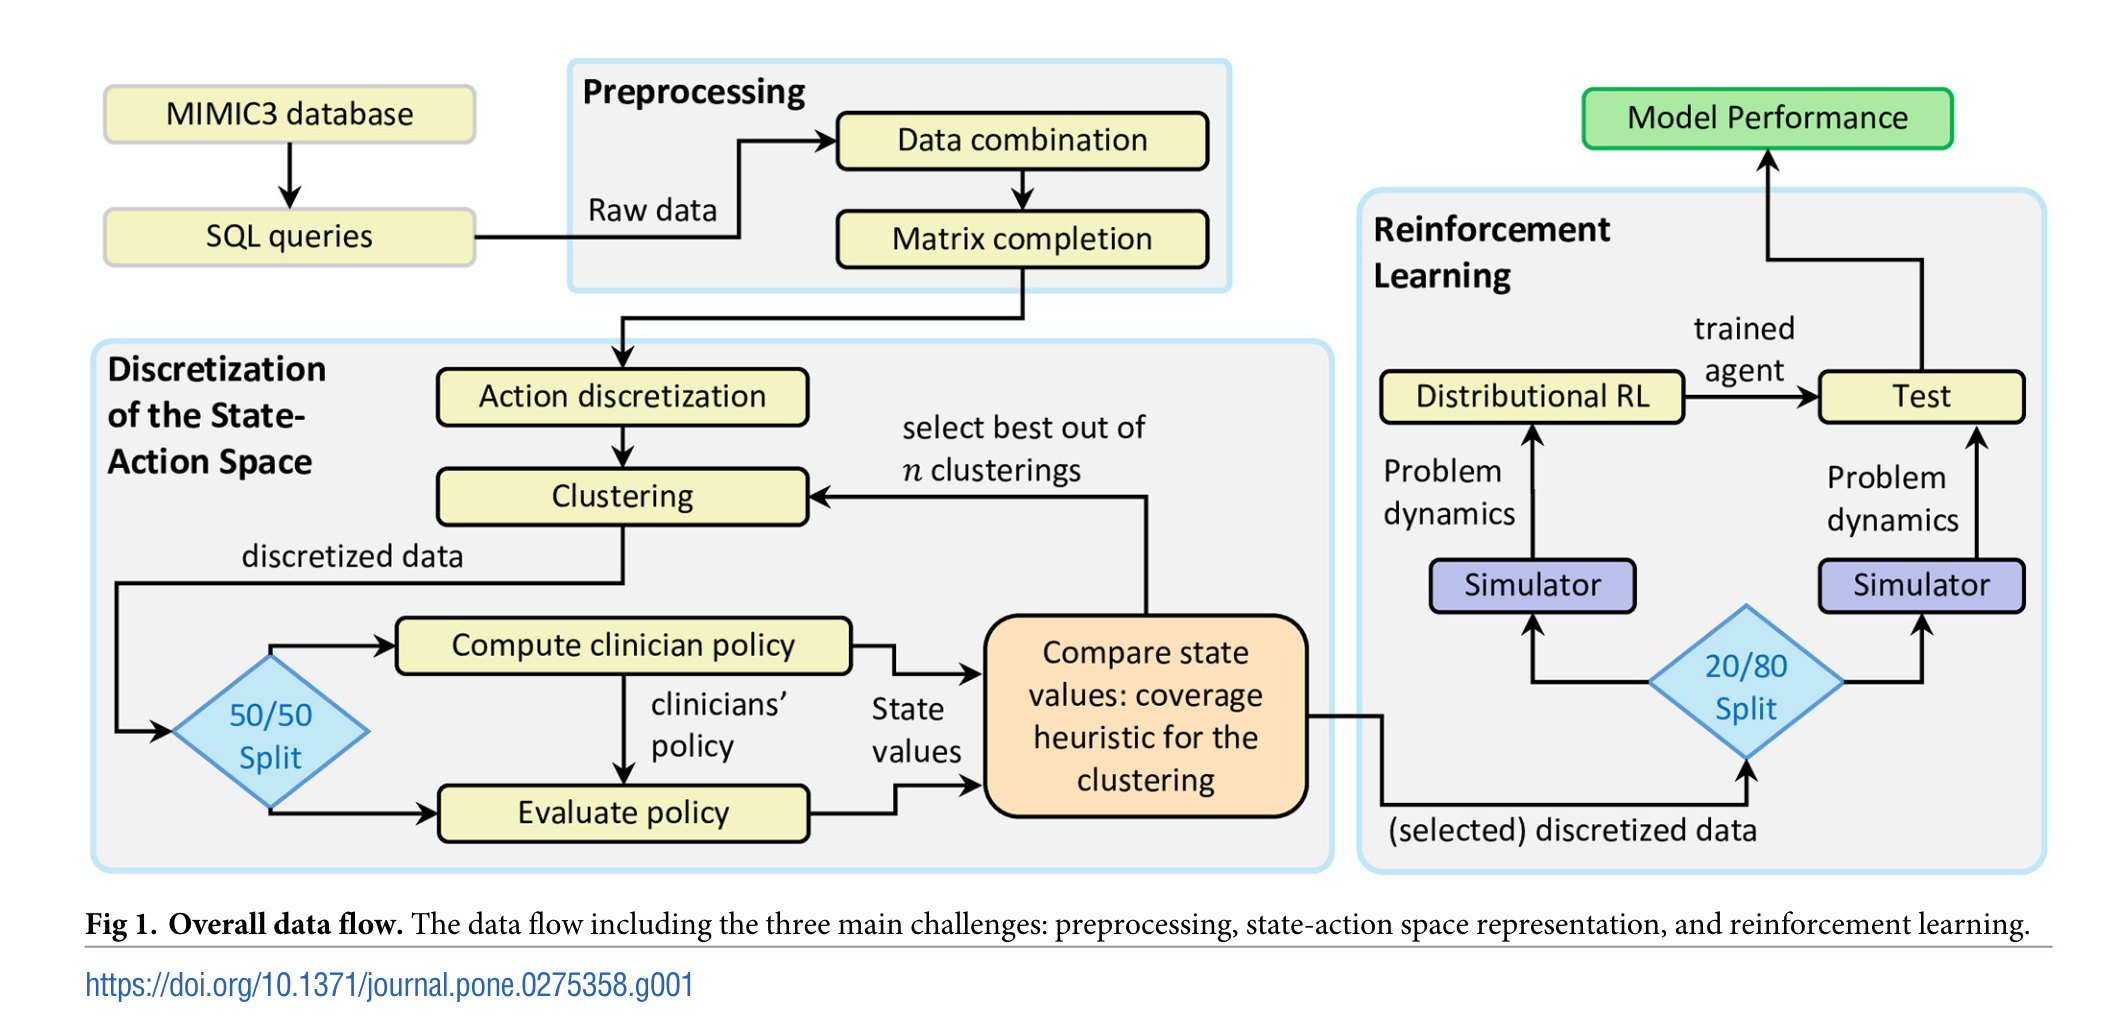 MIMIC3 database
SQL queries
Preprocessing
Raw data
Data combination
Matrix completion
Discretization
of the State-
Action Space
Action discretization
Clustering
select best out of
n clusterings
discretized data
50/50
Split
Compute clinician policy
clinicians’
policy
Evaluate policy
State
values
Compare state
values: coverage
heuristic for the
clustering
Model Performance
Reinforcement
Learning
trained
agent
Distributional RL
Test
Problem
dynamics
Problem
dynamics
Simulator
Simulator
20/80
Split
(selected) discretized data
Fig 1. Overall data flow. The data flow including the three main challenges: preprocessing, state-action space representation, and reinforcement learning.
https://doi.org/10.1371/journal.pone.0275358.g001